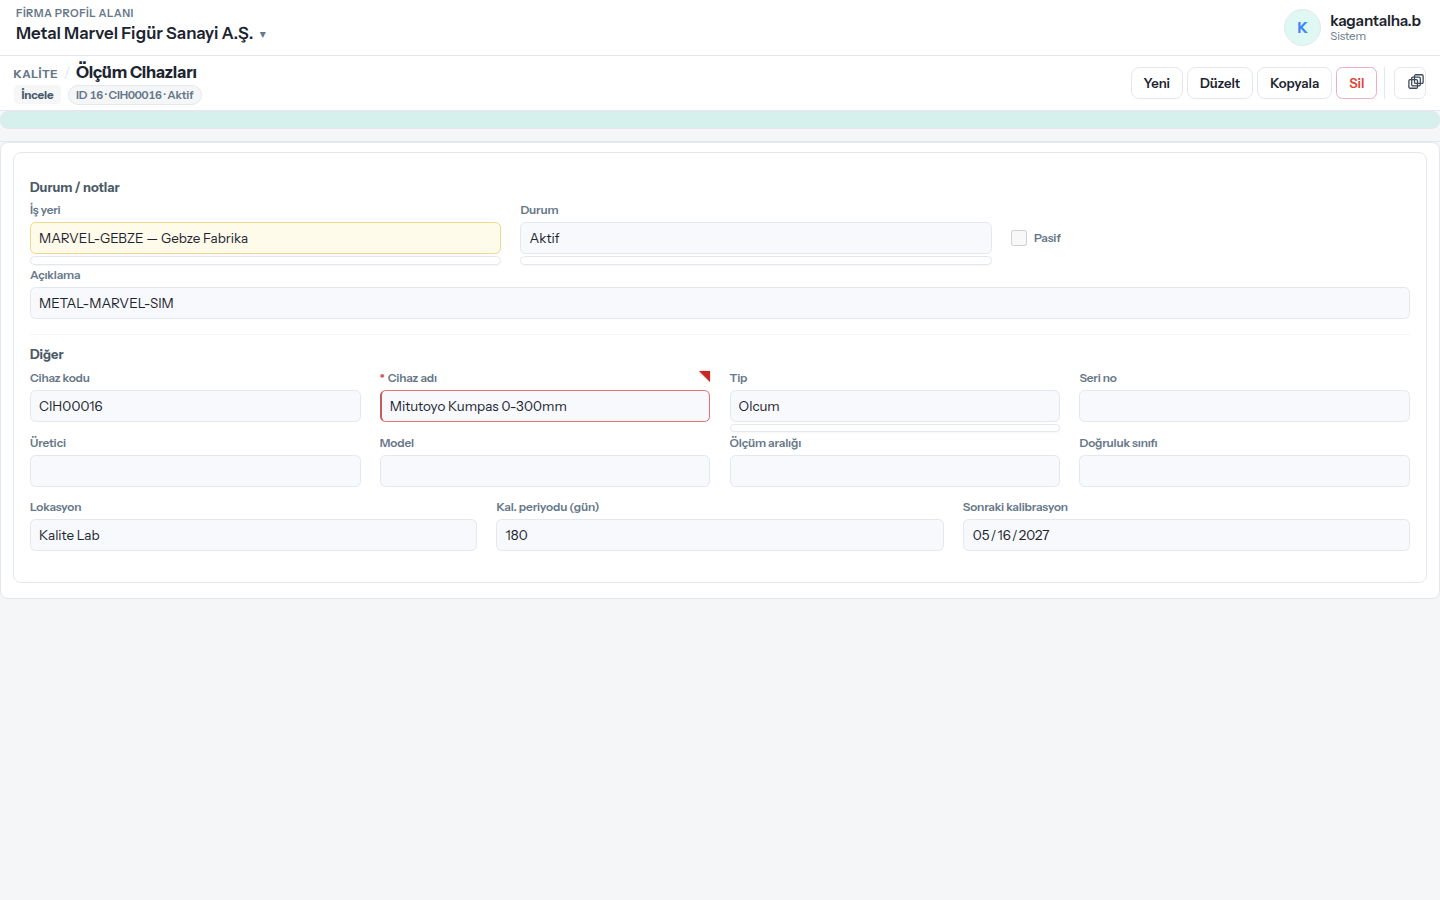 FİRMA PROFİL ALANI
Metal Marvel Figür Sanayi A.Ş. ▾
K
kagantalha.b
Sistem
KALİTE / Ölçüm Cihazları
İncele
ID 16·CIH00016·Aktif
Yeni
Düzelt
Kopyala
Sil
Durum / notlar
İş yeri
Durum
MARVEL-GEBZE — Gebze Fabrika
Aktif
Pasif
Açıklama
METAL-MARVEL-SIM
Diğer
Cihaz kodu
* Cihaz adı
Tip
Seri no
CIH00016
Mitutoyo Kumpas 0-300mm
Olcum
Üretici
Model
Ölçüm aralığı
Doğruluk sınıfı
Lokasyon
Kal. periyodu (gün)
Sonraki kalibrasyon
Kalite Lab
180
05/16/2027